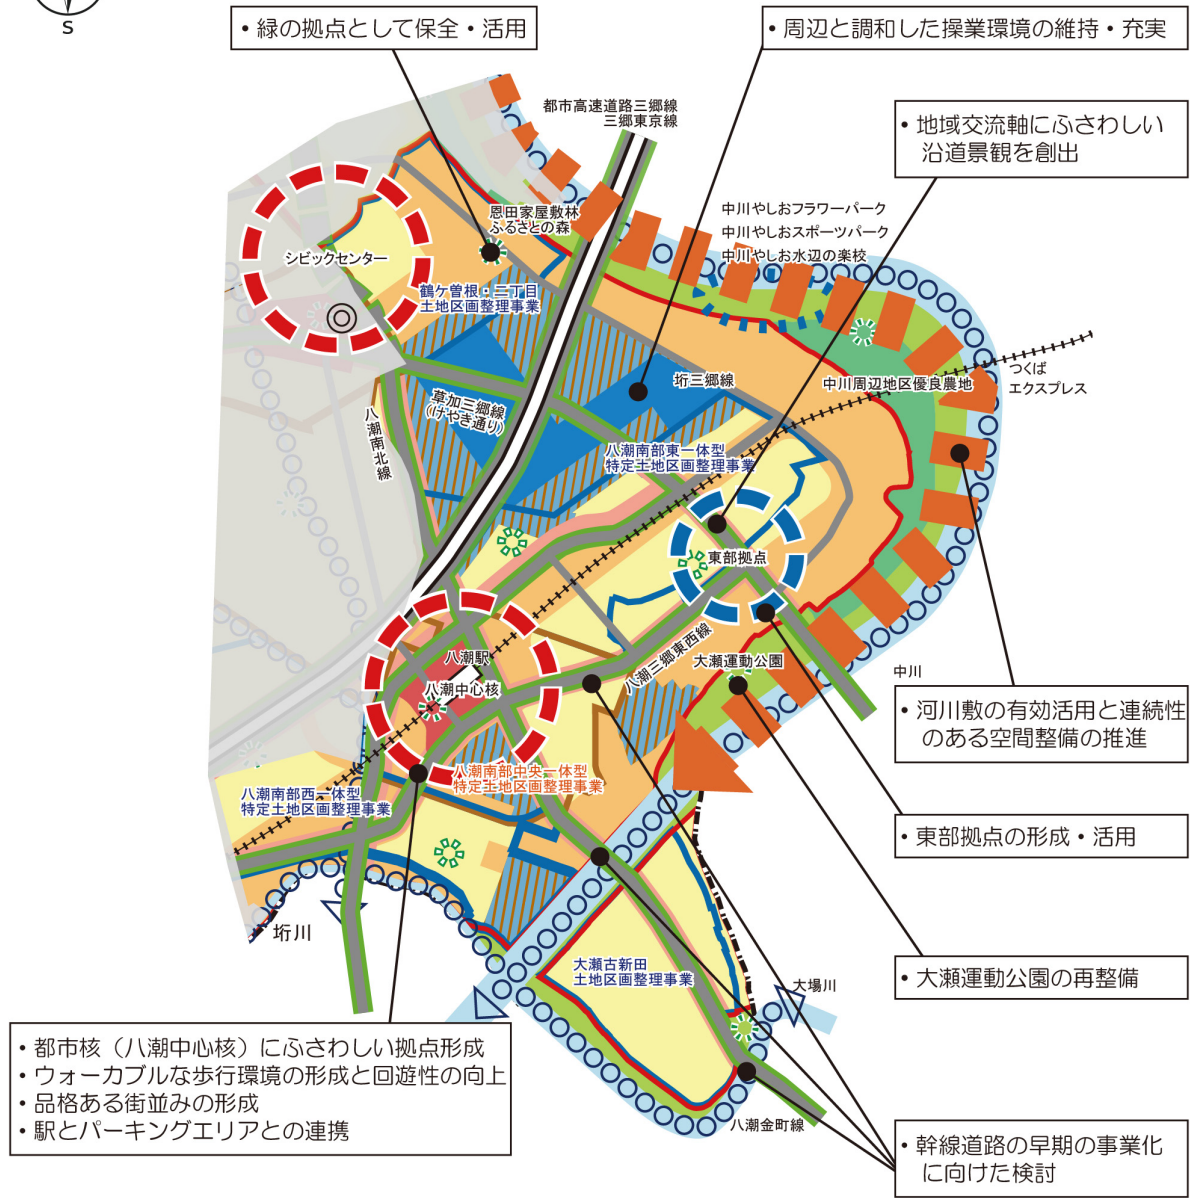 S
・緑の拠点として保全・活用
・周辺と調和した操業環境の維持・充実
都市高速道路三郷線
三郷東京線
・地域交流軸にふさわしい
沿道景観を創出
恩田家屋敷林
ふるさとの森
中川やしおフラワーパーク
中川やしおスポーツパーク
中川やしお水辺の楽校
シビックセンター
鶴ケ曽根・二丁目
土地区画整理事業
つくば
エクスプレス
垳三郷線
中川周辺地区優良農地
草加三郷線
(けやき通り)
八潮南北線
八潮南部東一体型
特定土地区画整理事業
東部拠点
八潮駅
八潮中心核
八潮三郷東西線
大瀬運動公園
中川
・河川敷の有効活用と連続性
のある空間整備の推進
八潮南部中央一体型
特定土地区画整理事業
八潮南部西一体型
特定土地区画整理事業
・東部拠点の形成・活用
垳川
大瀬古新田
土地区画整理事業
大場川
・大瀬運動公園の再整備
・都市核（八潮中心核）にふさわしい拠点形成
・ウォーカブルな歩行環境の形成と回遊性の向上
・品格ある街並みの形成
・駅とパーキングエリアとの連携
八潮金町線
・幹線道路の早期の事業化
に向けた検討